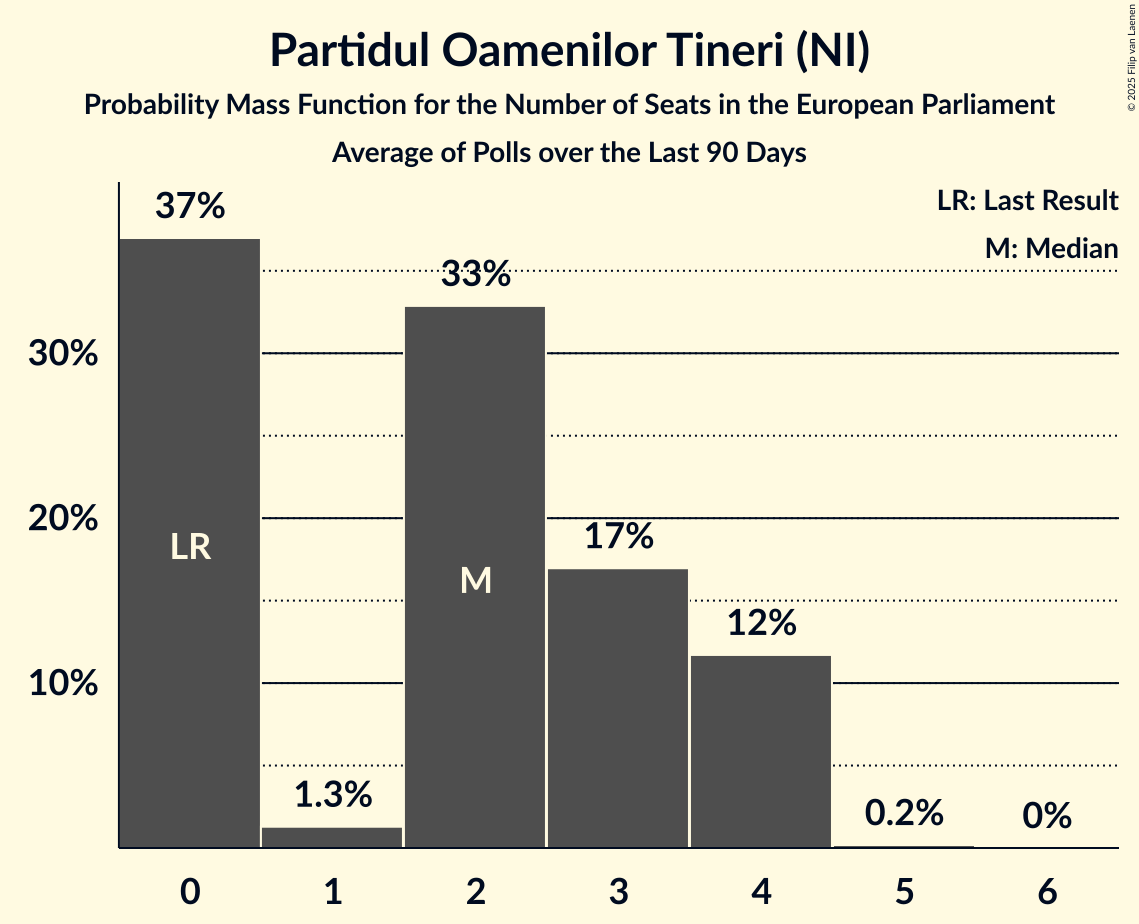 Partidul Oamenilor Tineri (NI)
Probability Mass Function for the Number of Seats in the European Parliament
Average of Polls over the Last 90 Days
© 2025 Filip van Laenen
LR: Last Result
M: Median
37%
33%
30%
20%
17%
LR
M
12%
10%
1.3%
0.2%
0%
0 1 2 3 4 5 6